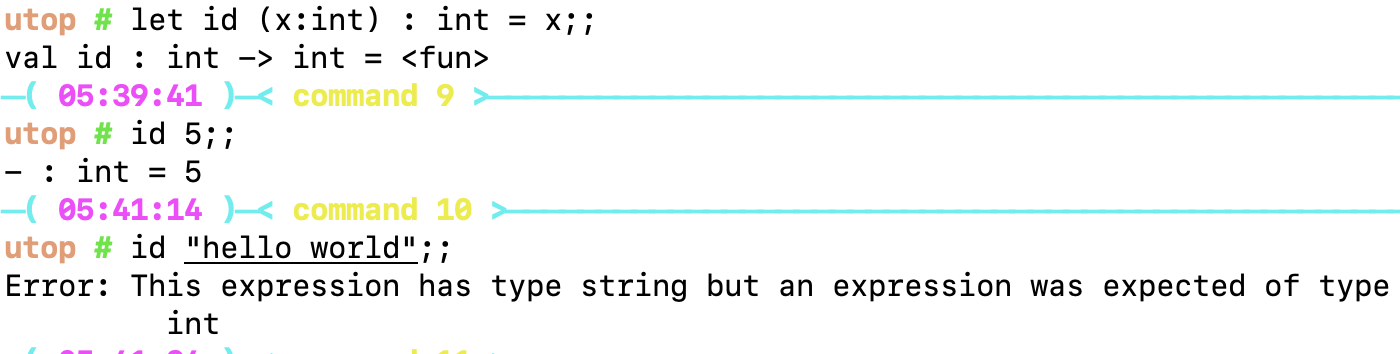 utop # let id (x:int) : int = x;;
val id : int -> int = <fun>
—( 05:39:41 )—< command 9 >—
utop # id 5;;
- : int = 5
—( 05:41:14 )—< command 10 >—
utop # id "hello world";;
Error: This expression has type string but an expression was expected of type
int